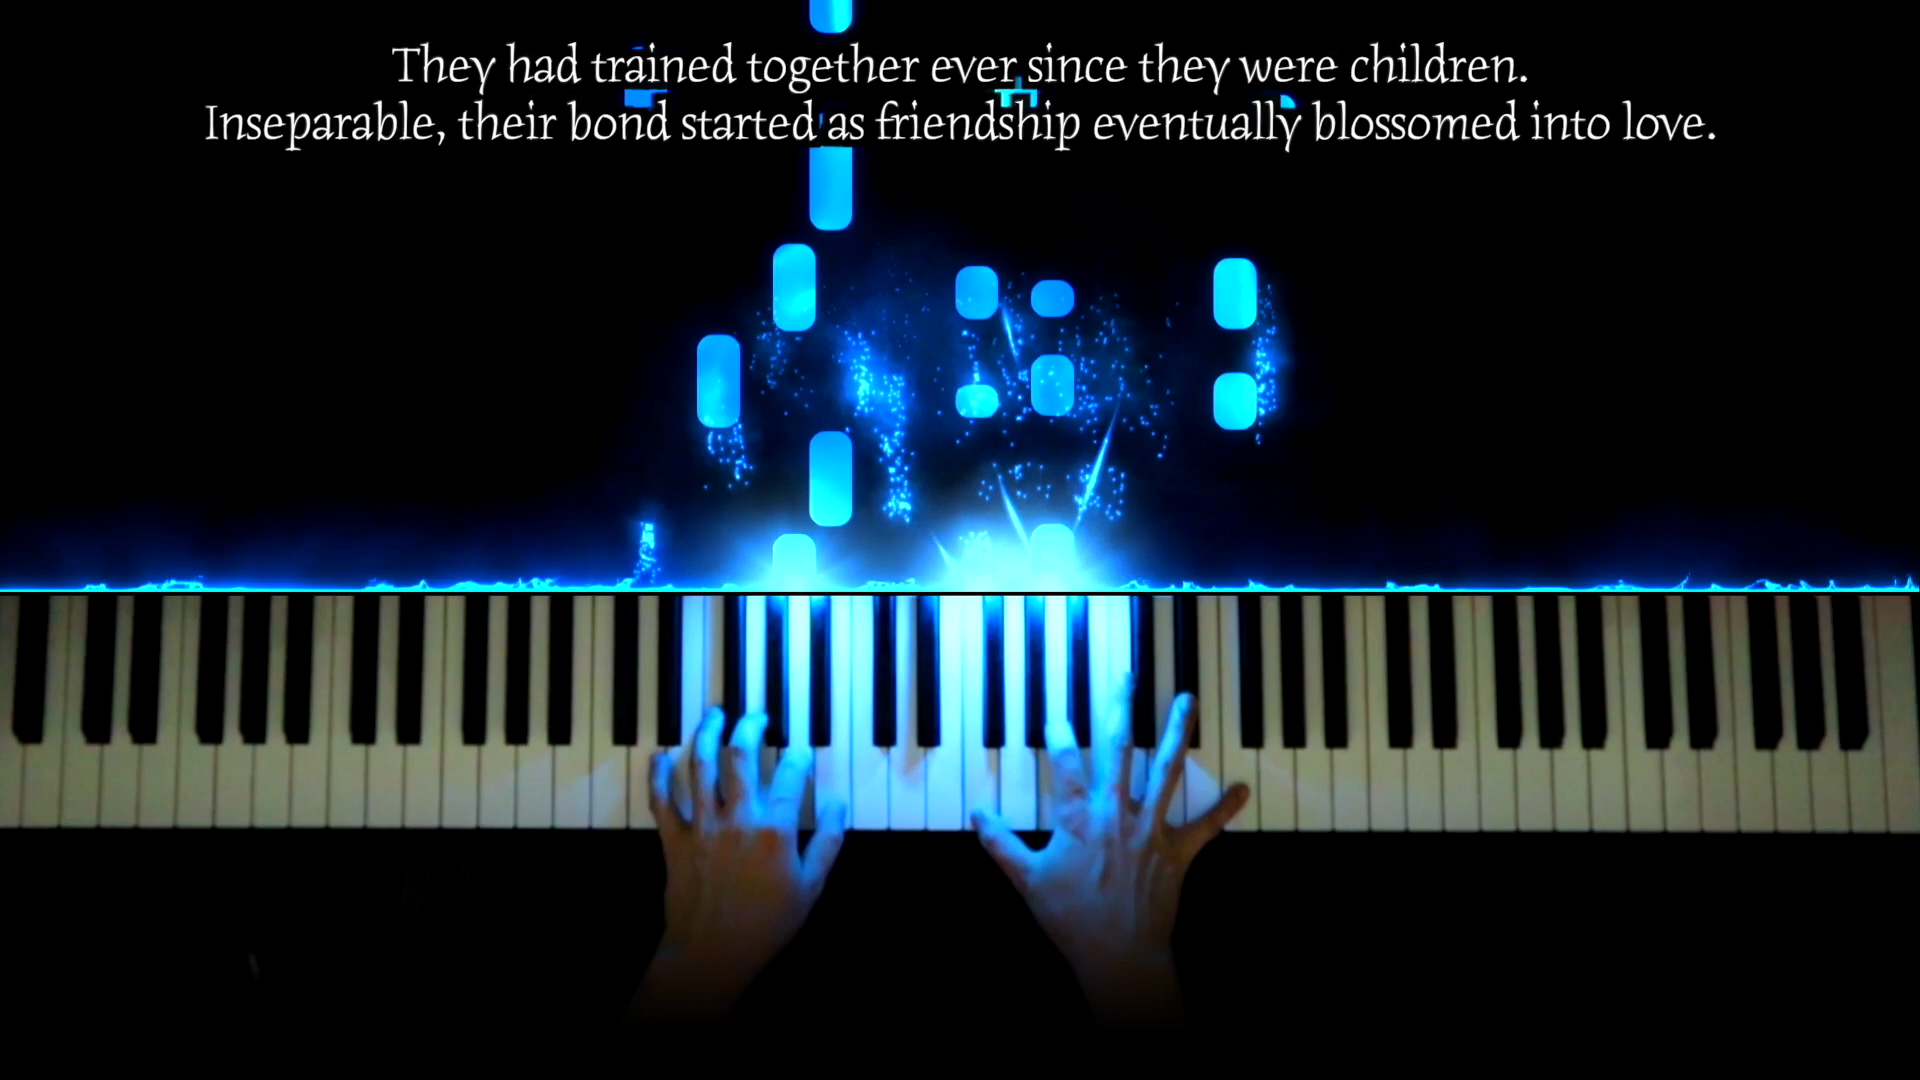 They had trained together ever since they were children.
Inseparable, their bond started as friendship eventually blossomed into love.